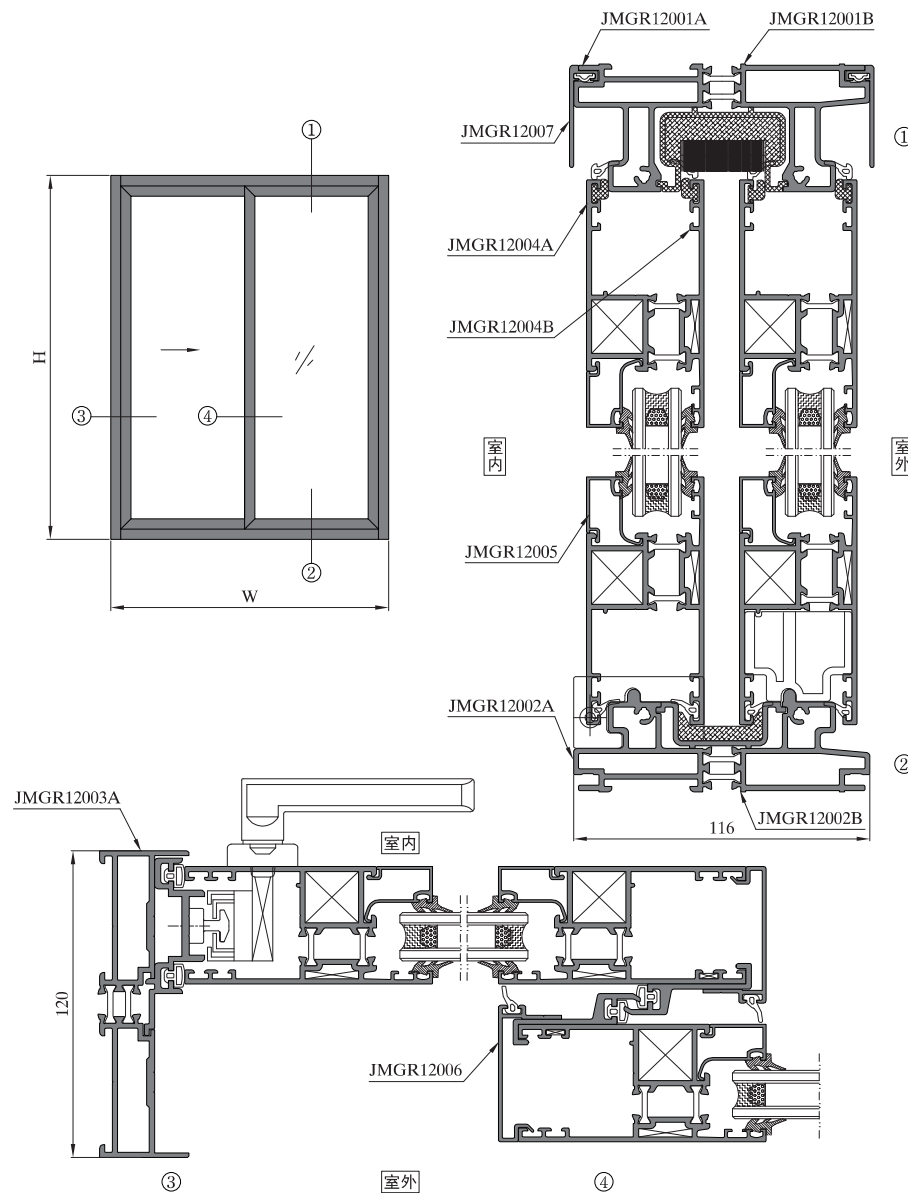 JMGR12001A
JMGR12001B
JMGR12007
①
①
JMGR12004A
JMGR12004B
H
③
④
室内
室外
JMGR12005
②
W
JMGR12002A
②
JMGR12003A
116
JMGR12002B
室内
120
JMGR12006
③
室外
④